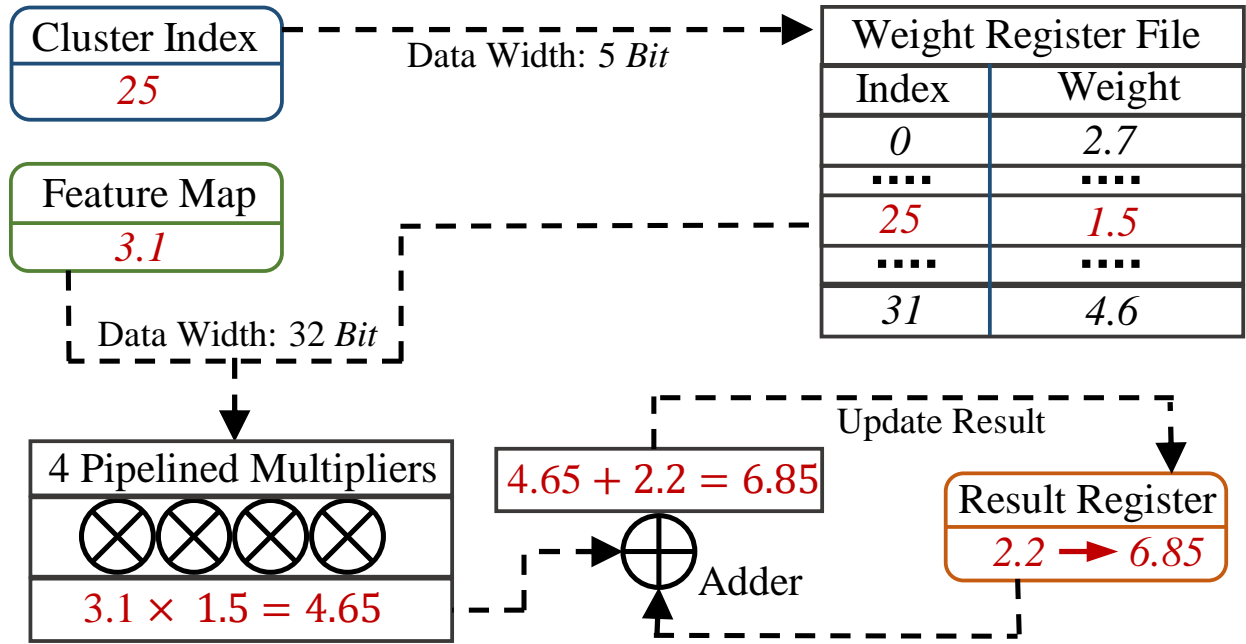 Cluster Index
25
Data Width: 5 Bit
Weight Register File
Index Weight
0 2.7
.... ....
25 1.5
.... ....
31 4.6
Feature Map
3.1
Data Width: 32 Bit
4 Pipelined Multipliers
3.1 × 1.5 = 4.65
4.65 + 2.2 = 6.85
Adder
Update Result
Result Register
2.2 → 6.85